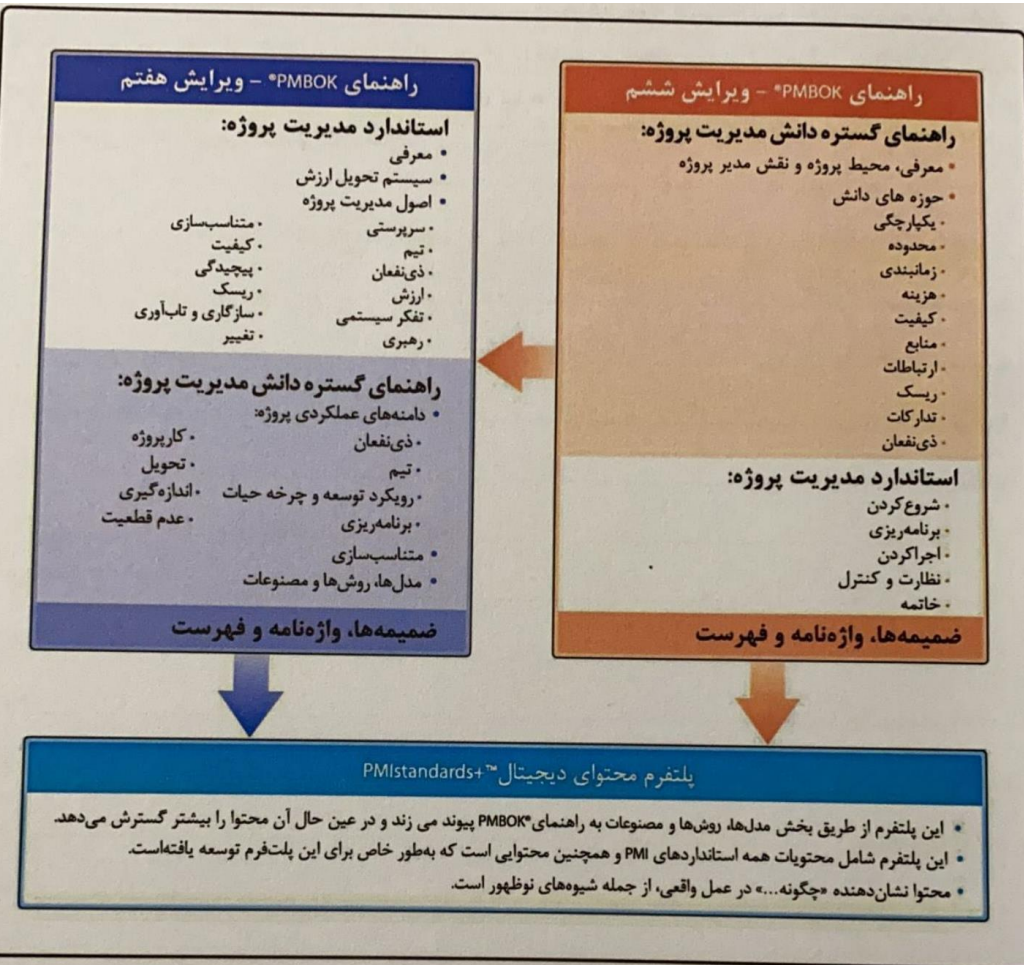 راهنمای PMBOK® – ویرایش ششم
راهنمای گستره دانش مدیریت پروژه:
• معرفی، محیط پروژه و نقش مدیر پروژه
• حوزه های دانش
• یکپارچگی
• محدوده
• زمانبندی
• هزینه
• کیفیت
• منابع
• ارتباطات
• ریسک
• تدارکات
• ذی‌نفعان
استاندارد مدیریت پروژه:
• شروع‌کردن
• برنامه‌ریزی
• اجراکردن
• نظارت و کنترل
• خاتمه
ضمیمه‌ها، واژه‌نامه و فهرست
راهنمای PMBOK® – ویرایش هفتم
استاندارد مدیریت پروژه:
• معرفی
• سیستم تحویل ارزش
• اصول مدیریت پروژه
• سرپرستی
• تیم
• ذی‌نفعان
• ارزش
• تفکر سیستمی
• رهبری
• متناسب‌سازی
• کیفیت
• پیچیدگی
• ریسک
• سازگاری و تاب‌آوری
• تغییر
راهنمای گستره دانش مدیریت پروژه:
• دامنه‌های عملکردی پروژه:
• ذی‌نفعان
• تیم
• رویکرد توسعه و چرخه حیات
• برنامه‌ریزی
• کارپروژه
• تحویل
• اندازه‌گیری
• عدم قطعیت
• متناسب‌سازی
• مدل‌ها، روش‌ها و مصنوعات
ضمیمه‌ها، واژه‌نامه و فهرست
پلتفرم محتوای دیجیتال PMIstandards+™
• این پلتفرم از طریق بخش مدل‌ها، روش‌ها و مصنوعات به راهنمای PMBOK® پیوند می زند و در عین حال آن محتوا را بیشتر گسترش می‌دهد.
• این پلتفرم شامل محتویات همه استانداردهای PMI و همچنین محتوایی است که به‌طور خاص برای این پلت‌فرم توسعه یافته‌است.
• محتوا نشان‌دهنده «چگونه...» در عمل واقعی، از جمله شیوه‌های نوظهور است.